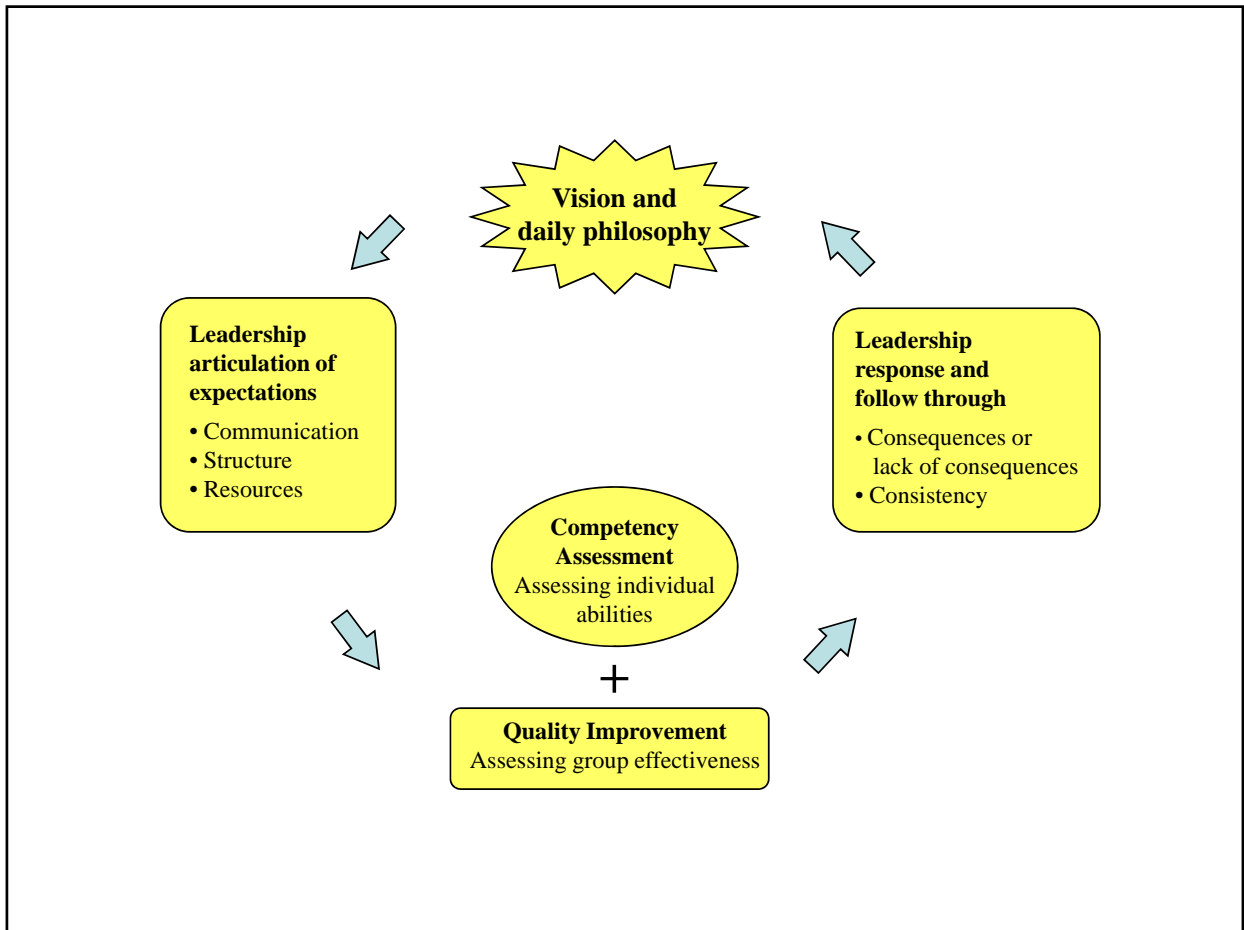 Vision and
daily philosophy
Leadership
articulation of
expectations
• Communication
• Structure
• Resources
Leadership
response and
follow through
• Consequences or
lack of consequences
• Consistency
Competency
Assessment
Assessing individual
abilities
+
Quality Improvement
Assessing group effectiveness